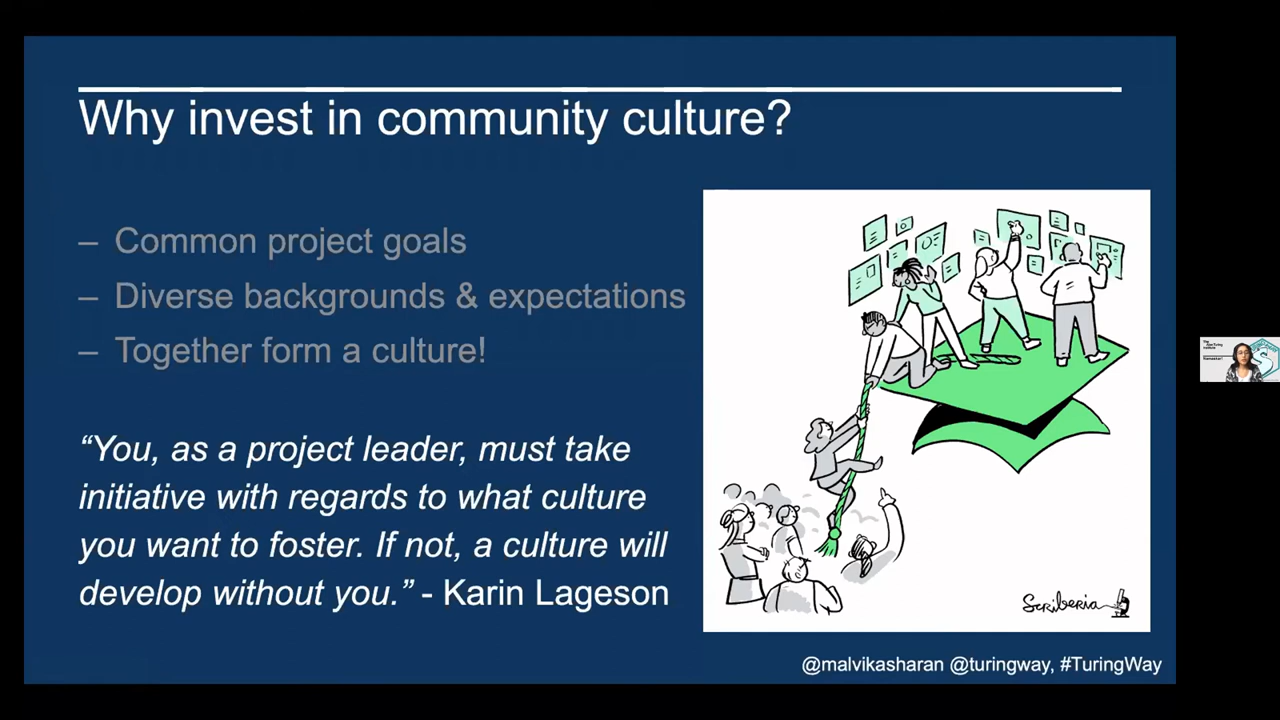 Why invest in community culture?
– Common project goals
– Diverse backgrounds & expectations
– Together form a culture!
“You, as a project leader, must take
initiative with regards to what culture
you want to foster. If not, a culture will
develop without you.” - Karin Lageson
Scriberia
@malvikasharan @turingway, #TuringWay